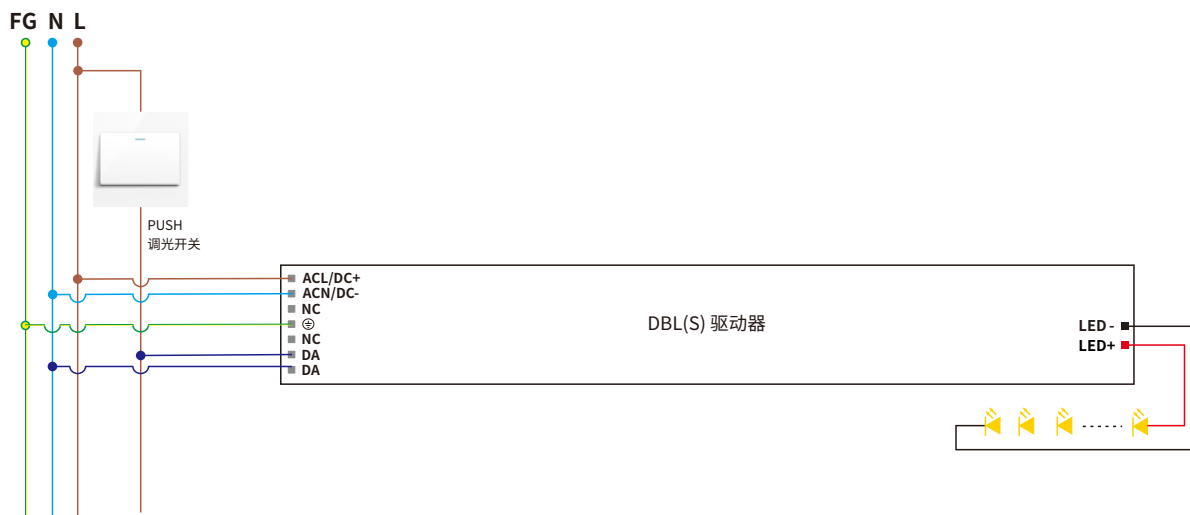 FG N L
PUSH
调光开关
ACL/DC+
ACN/DC-
NC
NC
DA
DA
DBL(S) 驱动器
LED -
LED+